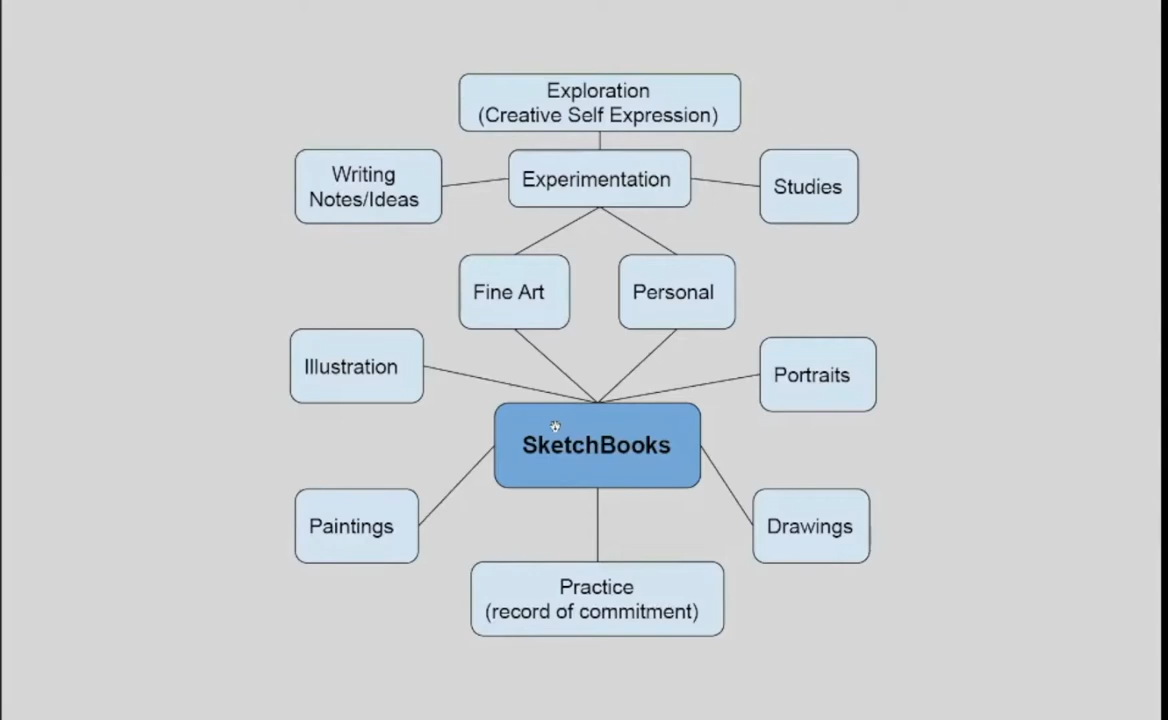 Exploration
(Creative Self Expression)
Writing
Notes/Ideas
Experimentation
Studies
Fine Art
Personal
Illustration
Portraits
SketchBooks
Paintings
Drawings
Practice
(record of commitment)